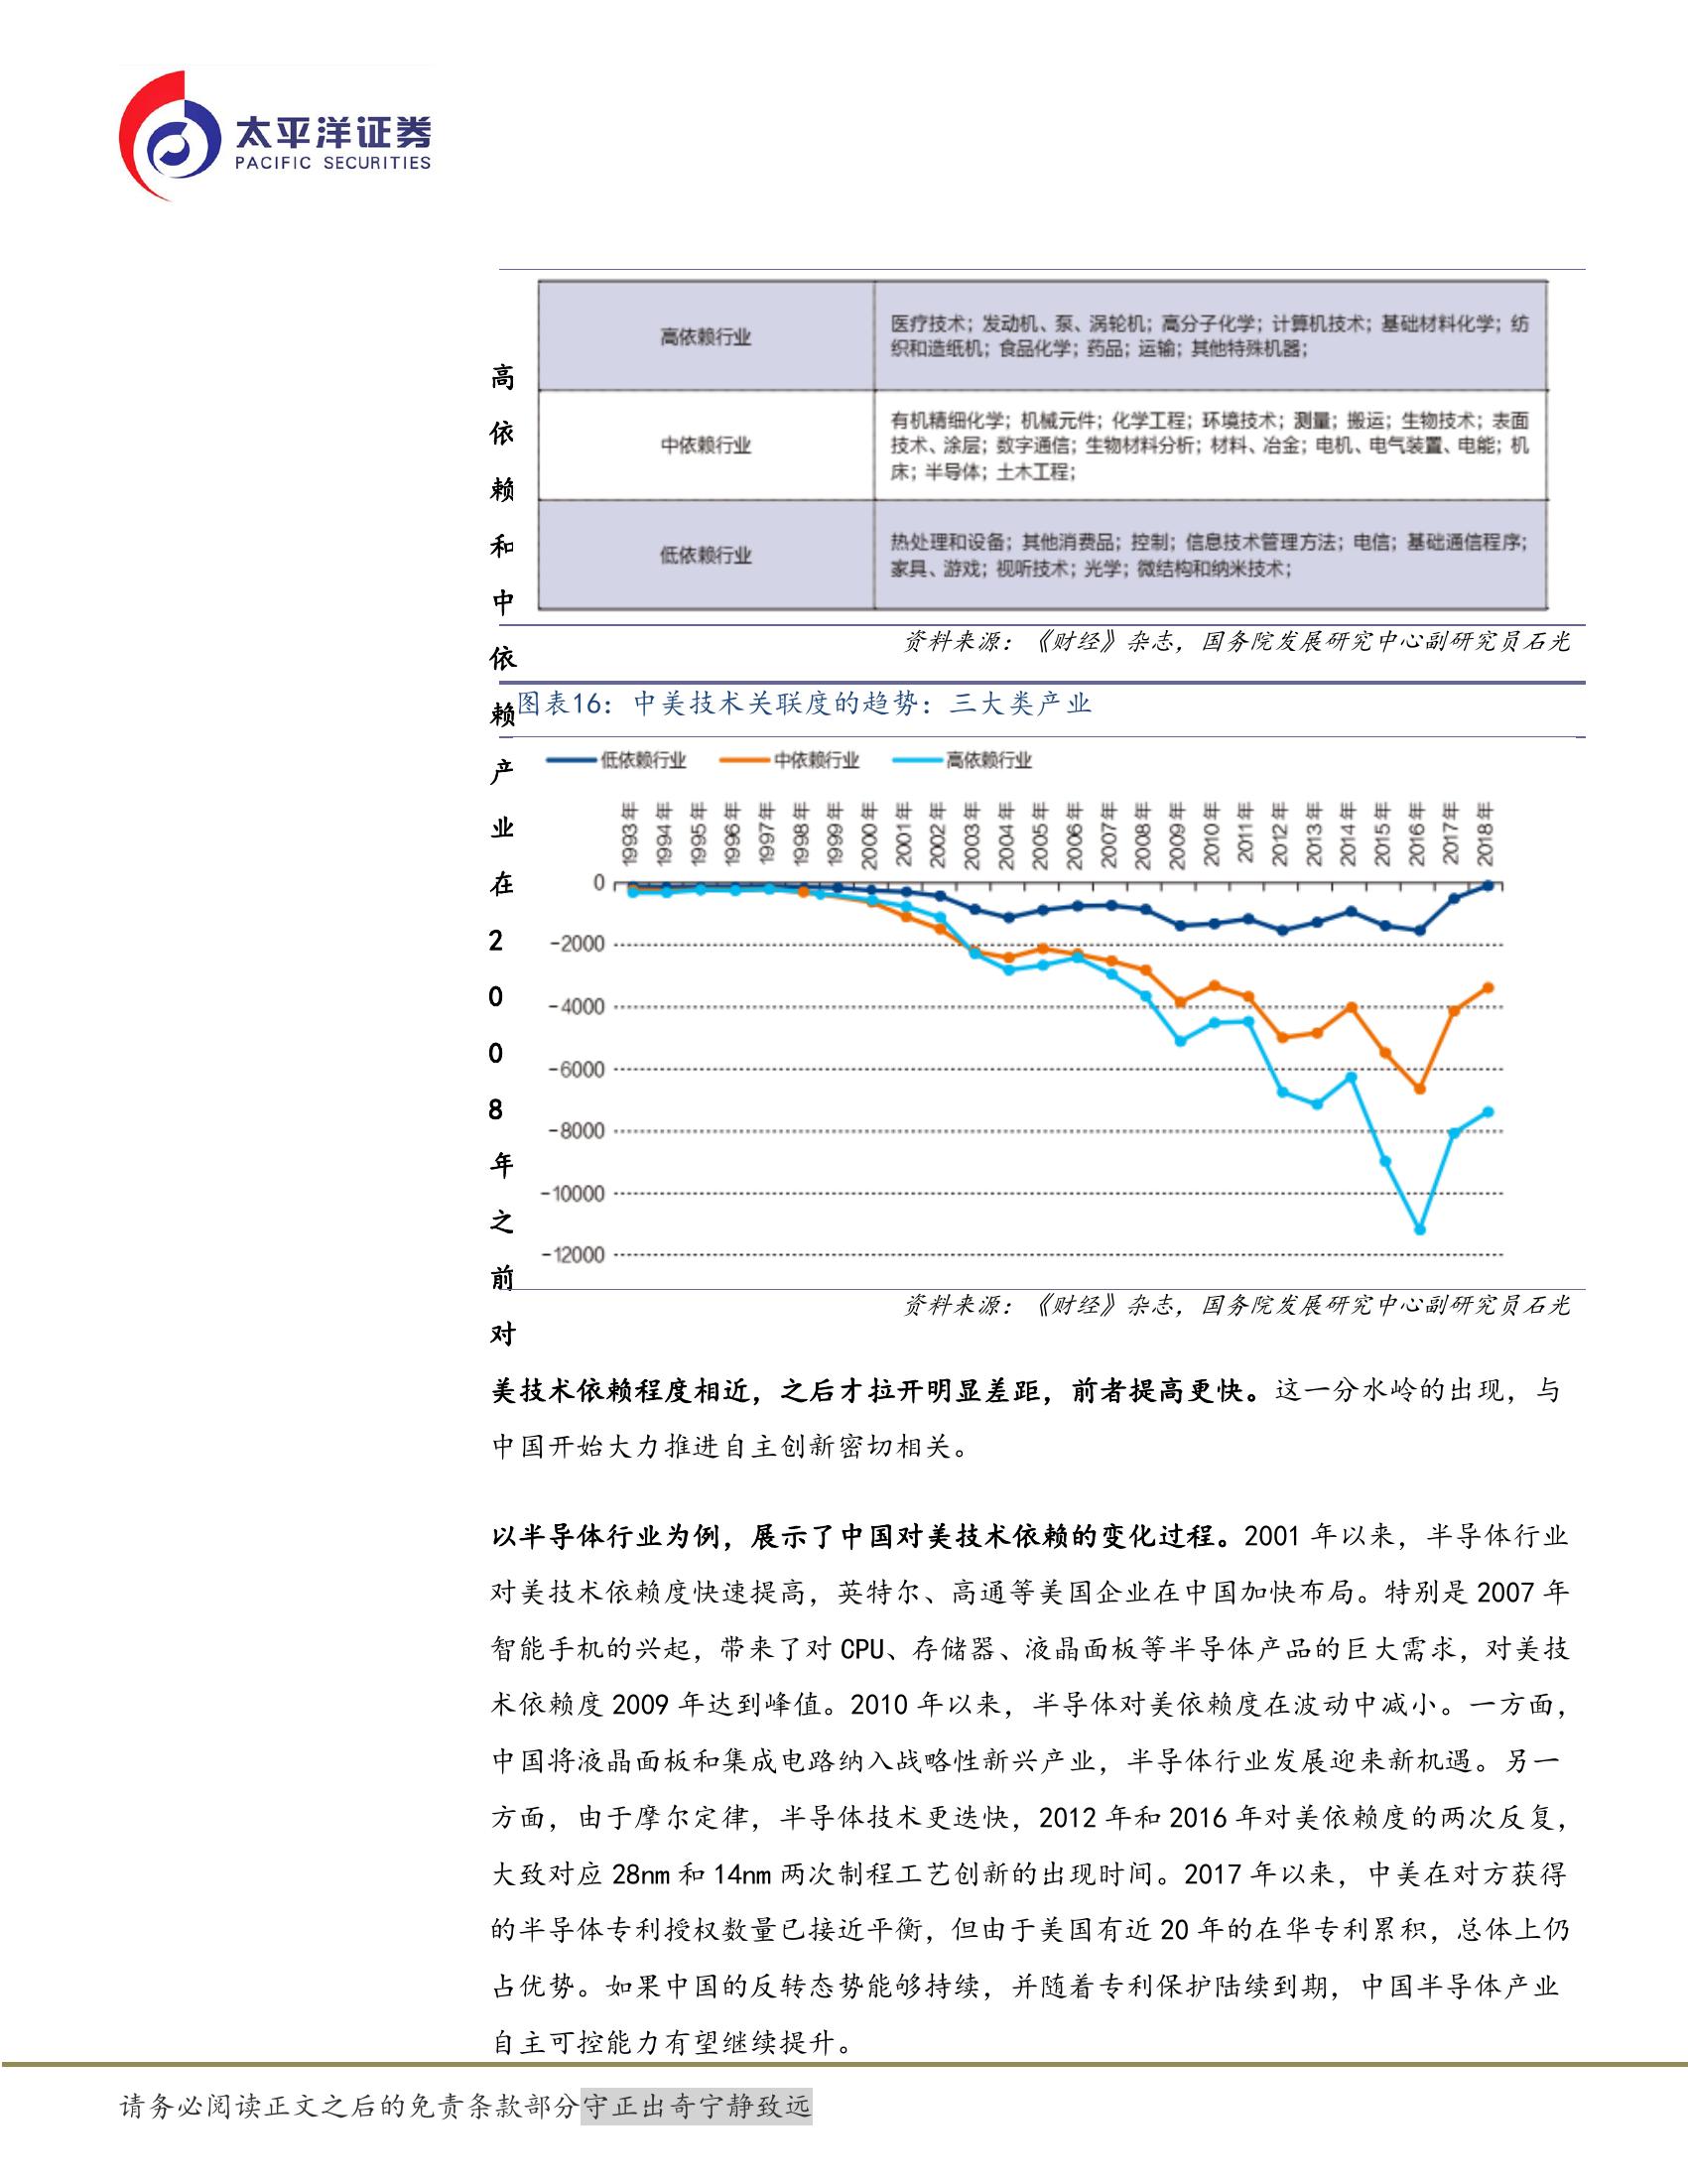 太平洋证券
PACIFIC SECURITIES
高依赖行业
医疗技术；发动机、泵、涡轮机；高分子化学；计算机技术；基础材料化学；纺
织和造纸机；食品化学；药品；运输；其他特殊机器；
中依赖行业
有机精细化学；机械元件；化学工程；环境技术；测量；搬运；生物技术；表面
技术、涂层；数字通信；生物材料分析；材料、冶金；电机、电气装置、电能；机
床；半导体；土木工程；
低依赖行业
热处理和设备；其他消费品；控制；信息技术管理方法；电信；基础通信程序；
家具、游戏；视听技术；光学；微结构和纳米技术；
资料来源：《财经》杂志，国务院发展研究中心副研究员石光
图表16：中美技术关联度的趋势：三大类产业
低依赖行业 中依赖行业 高依赖行业
1993年 1994年 1995年 1996年 1997年 1998年 1999年 2000年 2001年 2002年 2003年 2004年 2005年 2006年 2007年 2008年 2009年 2010年 2011年 2012年 2013年 2014年 2015年 2016年 2017年 2018年
0
-2000
-4000
-6000
-8000
-10000
-12000
资料来源：《财经》杂志，国务院发展研究中心副研究员石光
高
依
赖
和
中
依
赖
产
业
在
2
0
0
8
年
之
前
对
美技术依赖程度相近，之后才拉开明显差距，前者提高更快。这一分水岭的出现，与
中国开始大力推进自主创新密切相关。
以半导体行业为例，展示了中国对美技术依赖的变化过程。2001 年以来，半导体行业
对美技术依赖度快速提高，英特尔、高通等美国企业在中国加快布局。特别是 2007 年
智能手机的兴起，带来了对 CPU、存储器、液晶面板等半导体产品的巨大需求，对美技
术依赖度 2009 年达到峰值。2010 年以来，半导体对美依赖度在波动中减小。一方面，
中国将液晶面板和集成电路纳入战略性新兴产业，半导体行业发展迎来新机遇。另一
方面，由于摩尔定律，半导体技术更迭快，2012 年和 2016 年对美依赖度的两次反复，
大致对应 28nm 和 14nm 两次制程工艺创新的出现时间。2017 年以来，中美在对方获得
的半导体专利授权数量已接近平衡，但由于美国有近 20 年的在华专利累积，总体上仍
占优势。如果中国的反转态势能够持续，并随着专利保护陆续到期，中国半导体产业
自主可控能力有望继续提升。
请务必阅读正文之后的免责条款部分守正出奇宁静致远